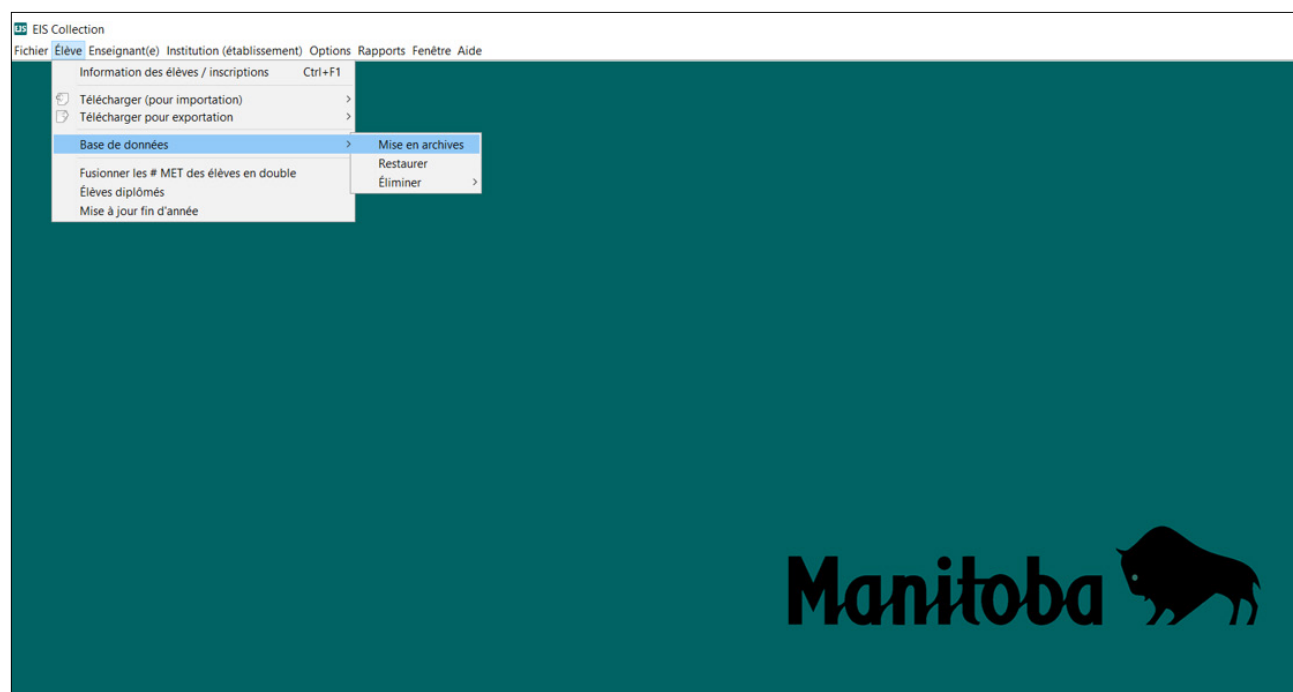 EIS EIS Collection
Fichier Élève Enseignant(e) Institution (établissement) Options Rapports Fenêtre Aide
Information des élèves / inscriptions Ctrl+F1
Télécharger (pour importation) >
Télécharger pour exportation >
Base de données > Mise en archives
Restaurer
Fusionner les # MET des élèves en double
Éliminer >
Élèves diplômés
Mise à jour fin d'année
Manitoba